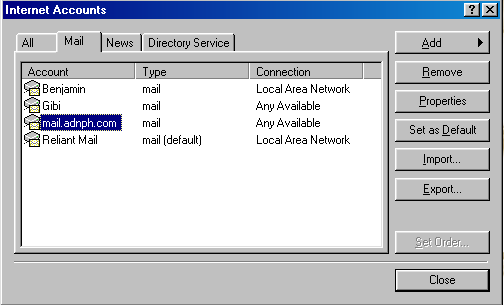 Internet Accounts
All Mail News Directory Service
Account Type Connection
Benjamin mail Local Area Network
Gibi mail Any Available
mail.adnph.com mail Any Available
Reliant Mail mail (default) Local Area Network
Add
Remove
Properties
Set as Default
Import...
Export...
Set Order...
Close